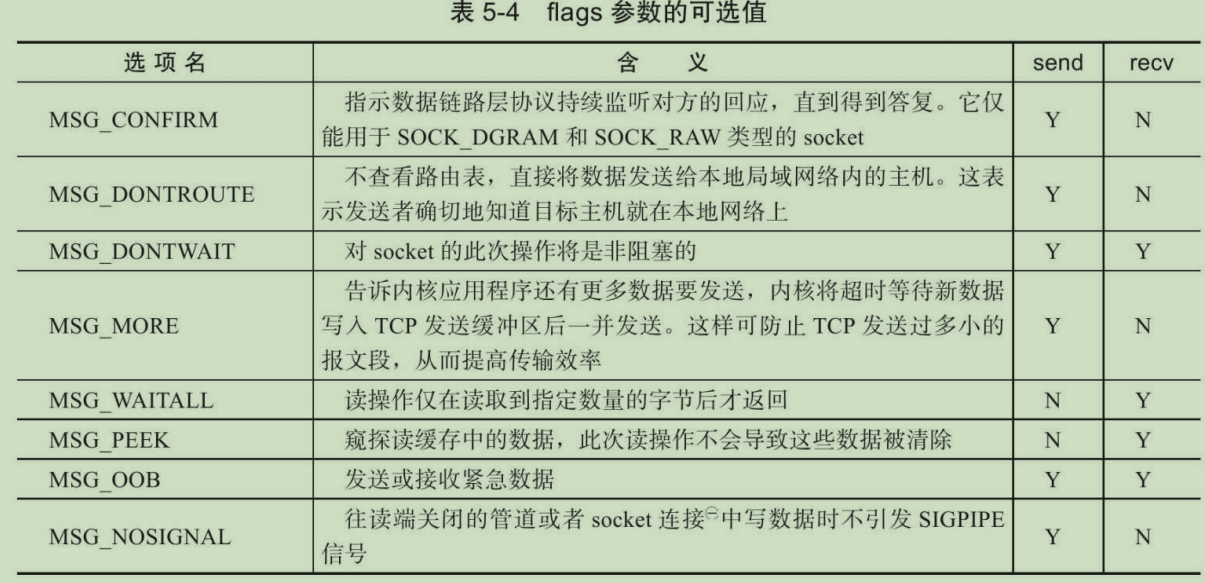 表 5-4 flags 参数的可选值
选 项 名 含 义 send recv
MSG_CONFIRM 指示数据链路层协议持续监听对方的回应，直到得到答复。它仅 Y N
能用于 SOCK_DGRAM 和 SOCK_RAW 类型的 socket
MSG_DONTROUTE 不查看路由表，直接将数据发送给本地局域网络内的主机。这表 Y N
示发送者确切地知道目标主机就在本地网络上
MSG_DONTWAIT 对 socket 的此次操作将是非阻塞的 Y Y
告诉内核应用程序还有更多数据要发送，内核将超时等待新数据
MSG_MORE 写入 TCP 发送缓冲区后一并发送。这样可防止 TCP 发送过多小的 Y N
报文段，从而提高传输效率
MSG_WAITALL 读操作仅在读取到指定数量的字节后才返回 N Y
MSG_PEEK 窥探读缓存中的数据，此次读操作不会导致这些数据被清除 N Y
MSG_OOB 发送或接收紧急数据 Y Y
MSG_NOSIGNAL 往读端关闭的管道或者 socket 连接㊀中写数据时不引发 SIGPIPE Y N
信号